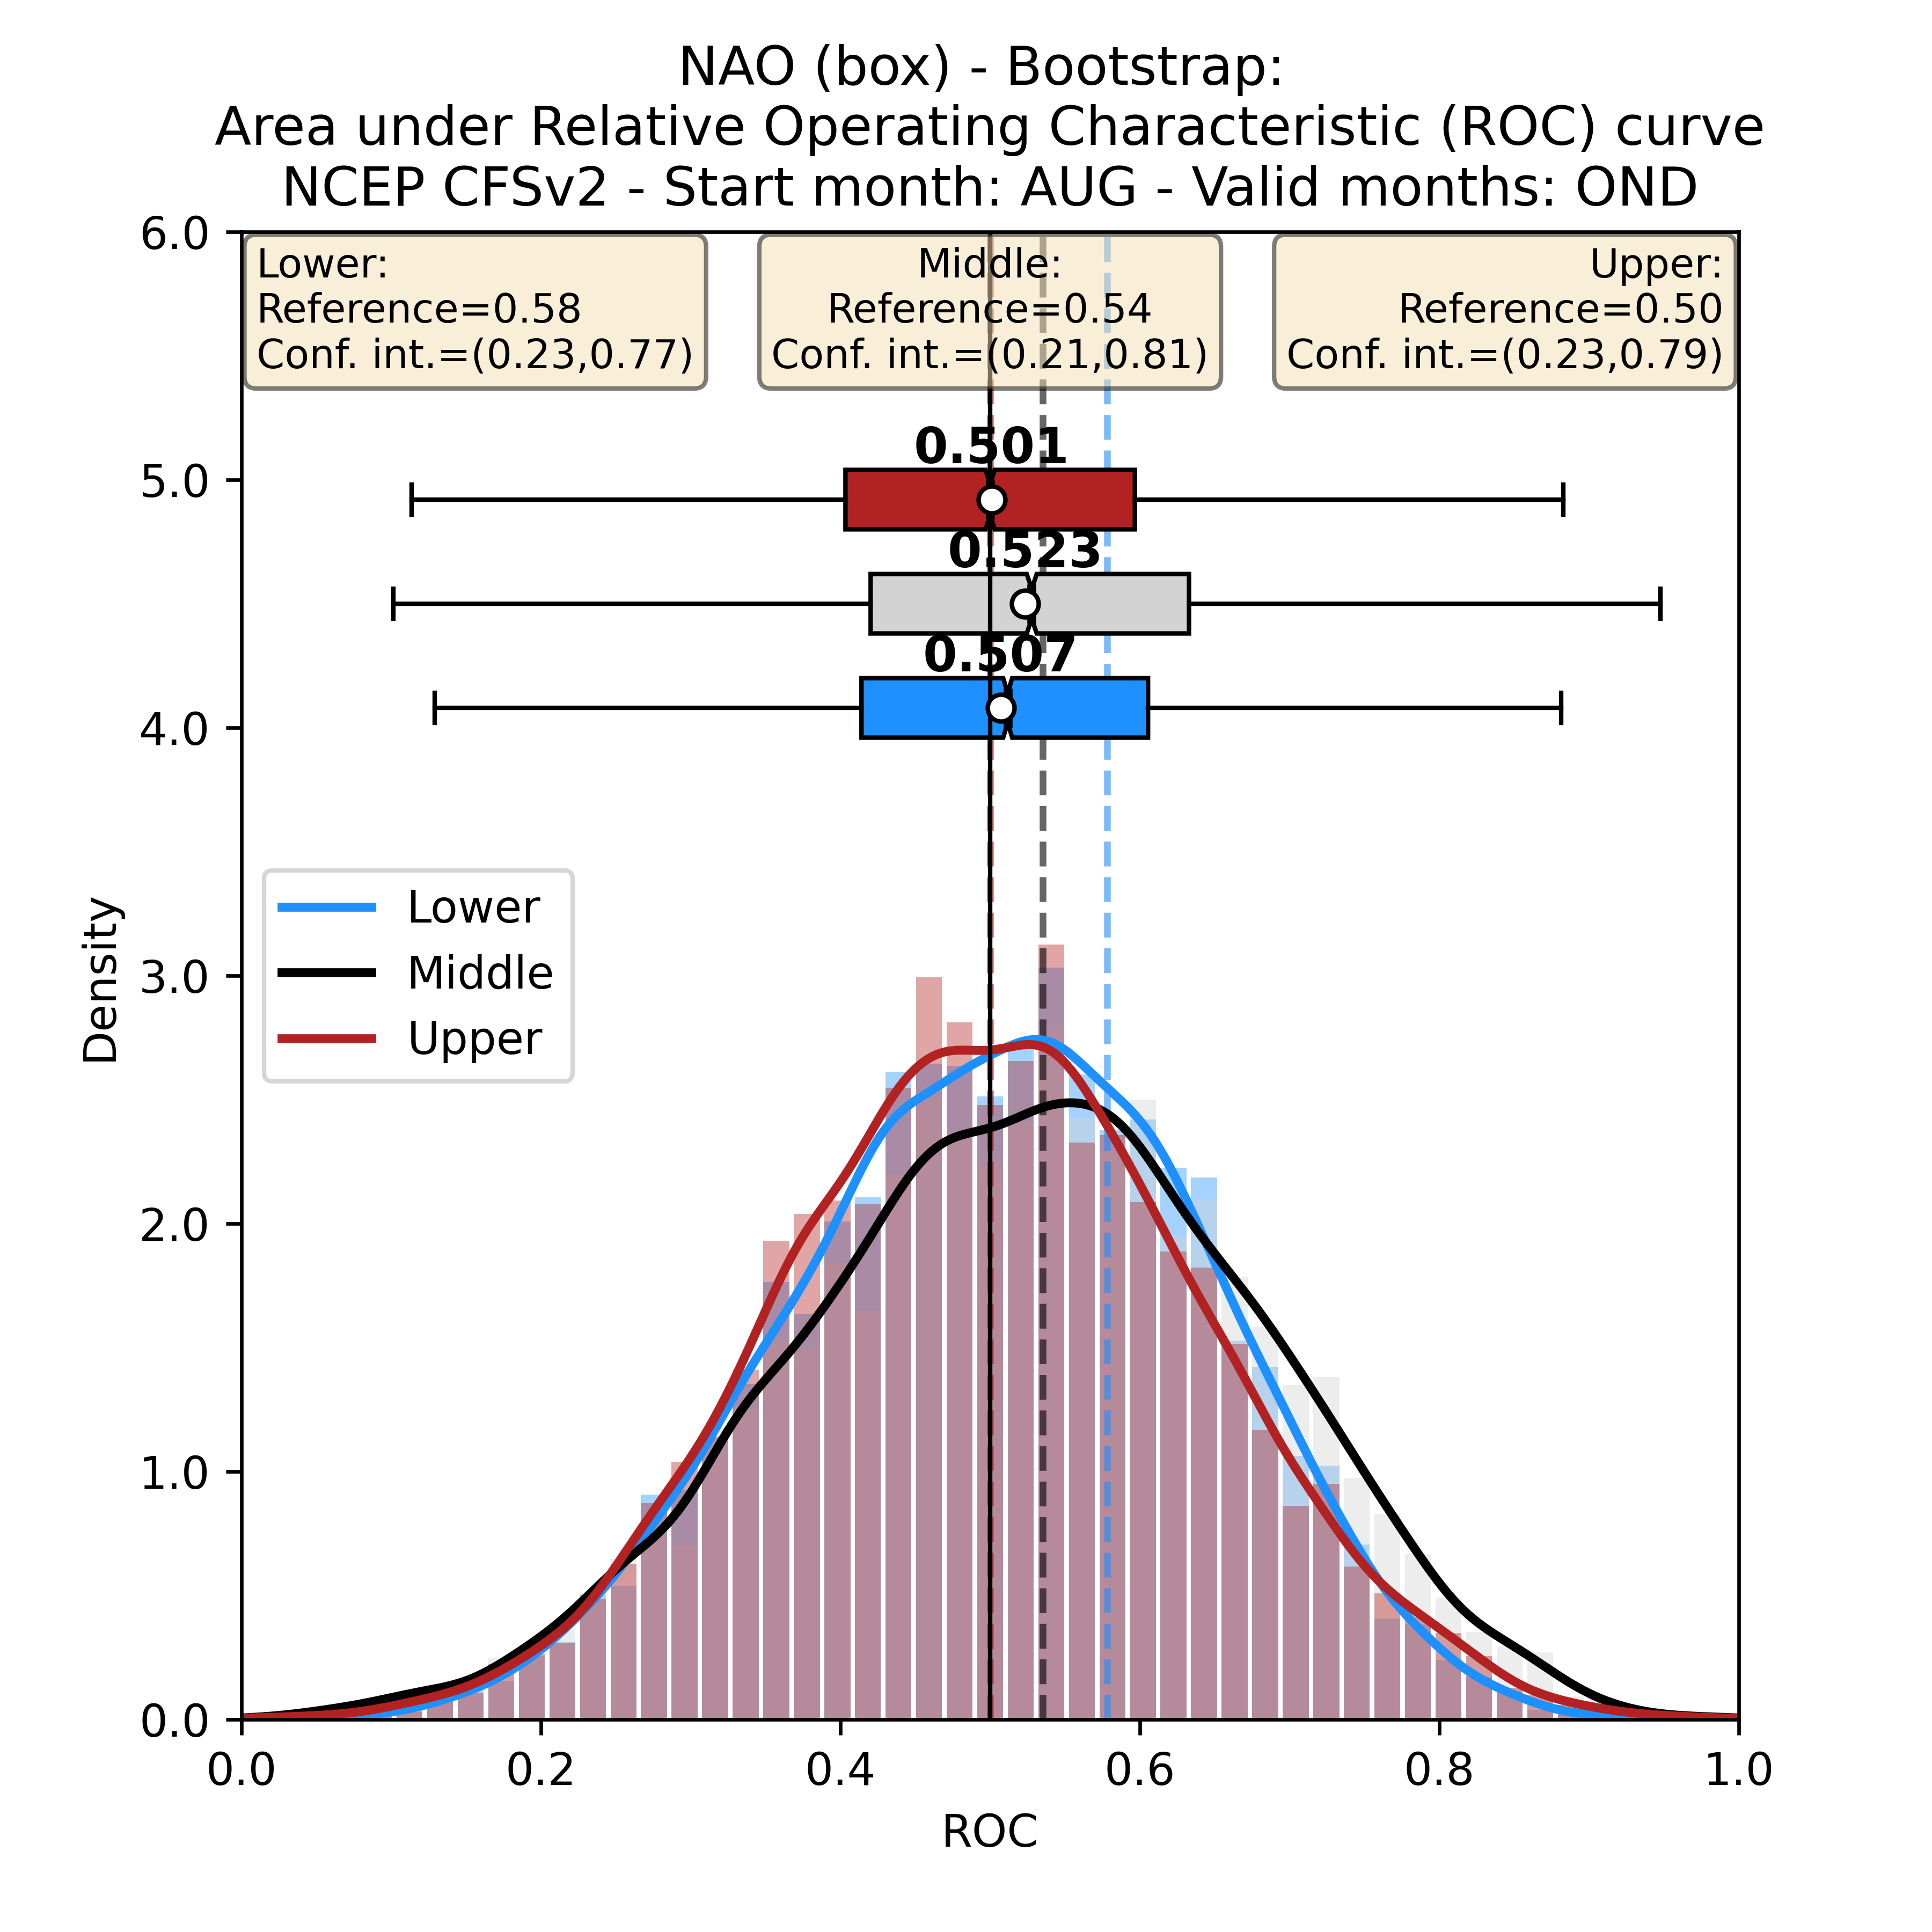 NAO (box) - Bootstrap:
Area under Relative Operating Characteristic (ROC) curve
NCEP CFSv2 - Start month: AUG - Valid months: OND
6.0
Lower:
Reference=0.58
Conf. int.=(0.23,0.77)
Middle:
Reference=0.54
Conf. int.=(0.21,0.81)
Upper:
Reference=0.50
Conf. int.=(0.23,0.79)
0.501
5.0
0.523
0.507
4.0
Lower
Middle
Upper
Density
3.0
2.0
1.0
0.0
0.0 0.2 0.4 0.6 0.8 1.0
ROC